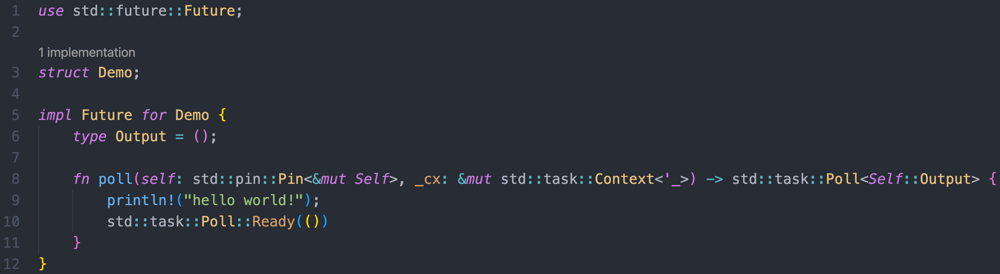 1 use std::future::Future;
2
1 implementation
3 struct Demo;
4
5 impl Future for Demo {
6     type Output = ();
7
8     fn poll(self: std::pin::Pin<&mut Self>, _cx: &mut std::task::Context<'_>) -> std::task::Poll<Self::Output> {
9         println!("hello world!");
10         std::task::Poll::Ready(())
11     }
12 }